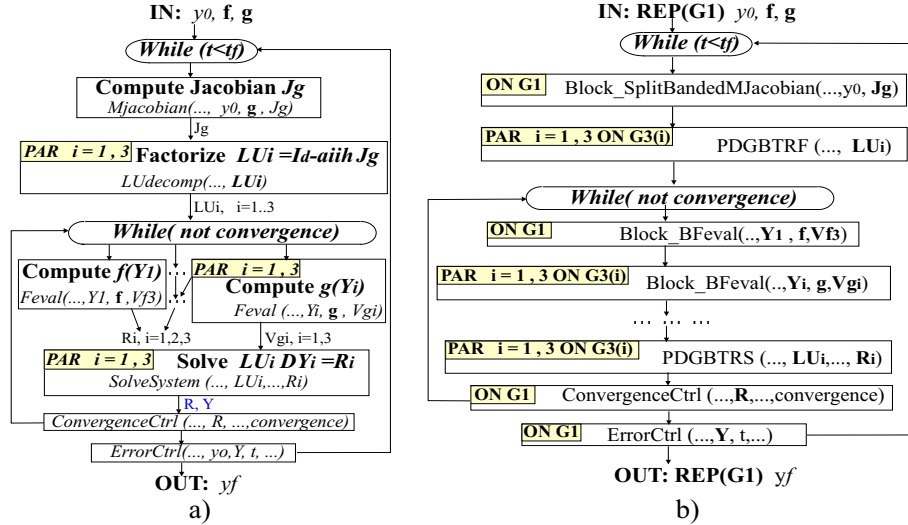 IN: y0, f, g
While (t<tf)
Compute Jacobian Jg
Mjacobian(..., y0, g , Jg)
Jg
PAR i = 1 , 3
Factorize LUi =Id-aiih Jg
LUdecomp(..., LUi)
LUi, i=1..3
While( not convergence)
Compute f(Y1)
Feval(...,Y1, f ,Vf3)
PAR i = 1, 3
Compute g(Yi)
Feval (...,Yi, g , Vgi)
Ri, i=1,2,3
Vgi, i=1,3
PAR i = 1 , 3
Solve LUi DYi =Ri
SolveSystem (..., LUi,...,Ri)
R, Y
ConvergenceCtrl (..., R, ...,convergence)
ErrorCtrl(..., yo,Y, t, ...)
OUT: yf
a)
IN: REP(G1) y0, f, g
While (t<tf)
ON G1
Block_SplitBandedMJacobian(...,y0, Jg)
PAR i = 1 , 3 ON G3(i)
PDGBTRF (..., LUi)
While( not convergence)
ON G1
Block_BFeval(..,Y1 , f,Vf3)
PAR i = 1 , 3 ON G3(i)
Block_BFeval(..,Yi, g,Vgi)
... ...
PAR i = 1 , 3 ON G3(i)
PDGBTRS (..., LUi,..., Ri)
ON G1
ConvergenceCtrl (...,R,...,convergence)
ON G1
ErrorCtrl (...,Y, t,...)
OUT: REP(G1) yf
b)